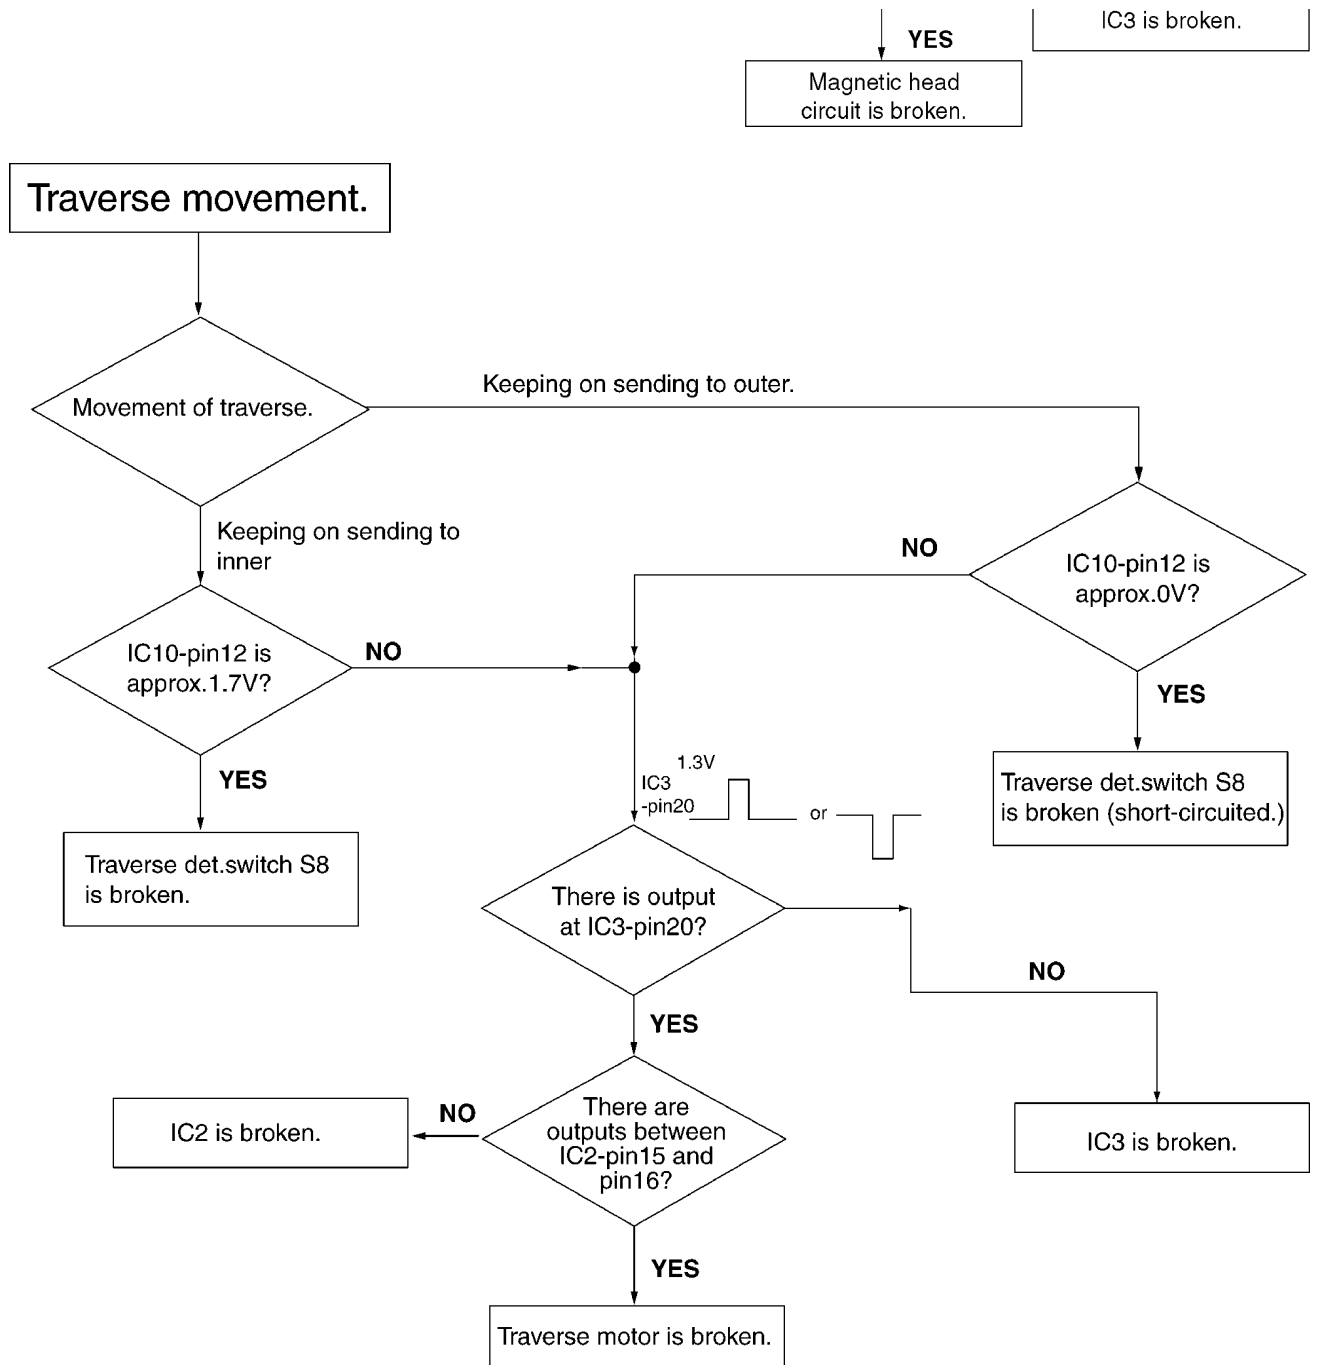 IC3 is broken.
YES
Magnetic head
circuit is broken.
Traverse movement.
Movement of traverse.
Keeping on sending to outer.
Keeping on sending to
inner
NO
IC10-pin12 is
approx.0V?
IC10-pin12 is
approx.1.7V?
NO
YES
YES
Traverse det.switch S8
is broken (short-circuited.)
Traverse det.switch S8
is broken.
1.3V
IC3
-pin20
or
There is output
at IC3-pin20?
NO
YES
There are
outputs between
IC2-pin15 and
pin16?
NO
IC2 is broken.
IC3 is broken.
YES
Traverse motor is broken.